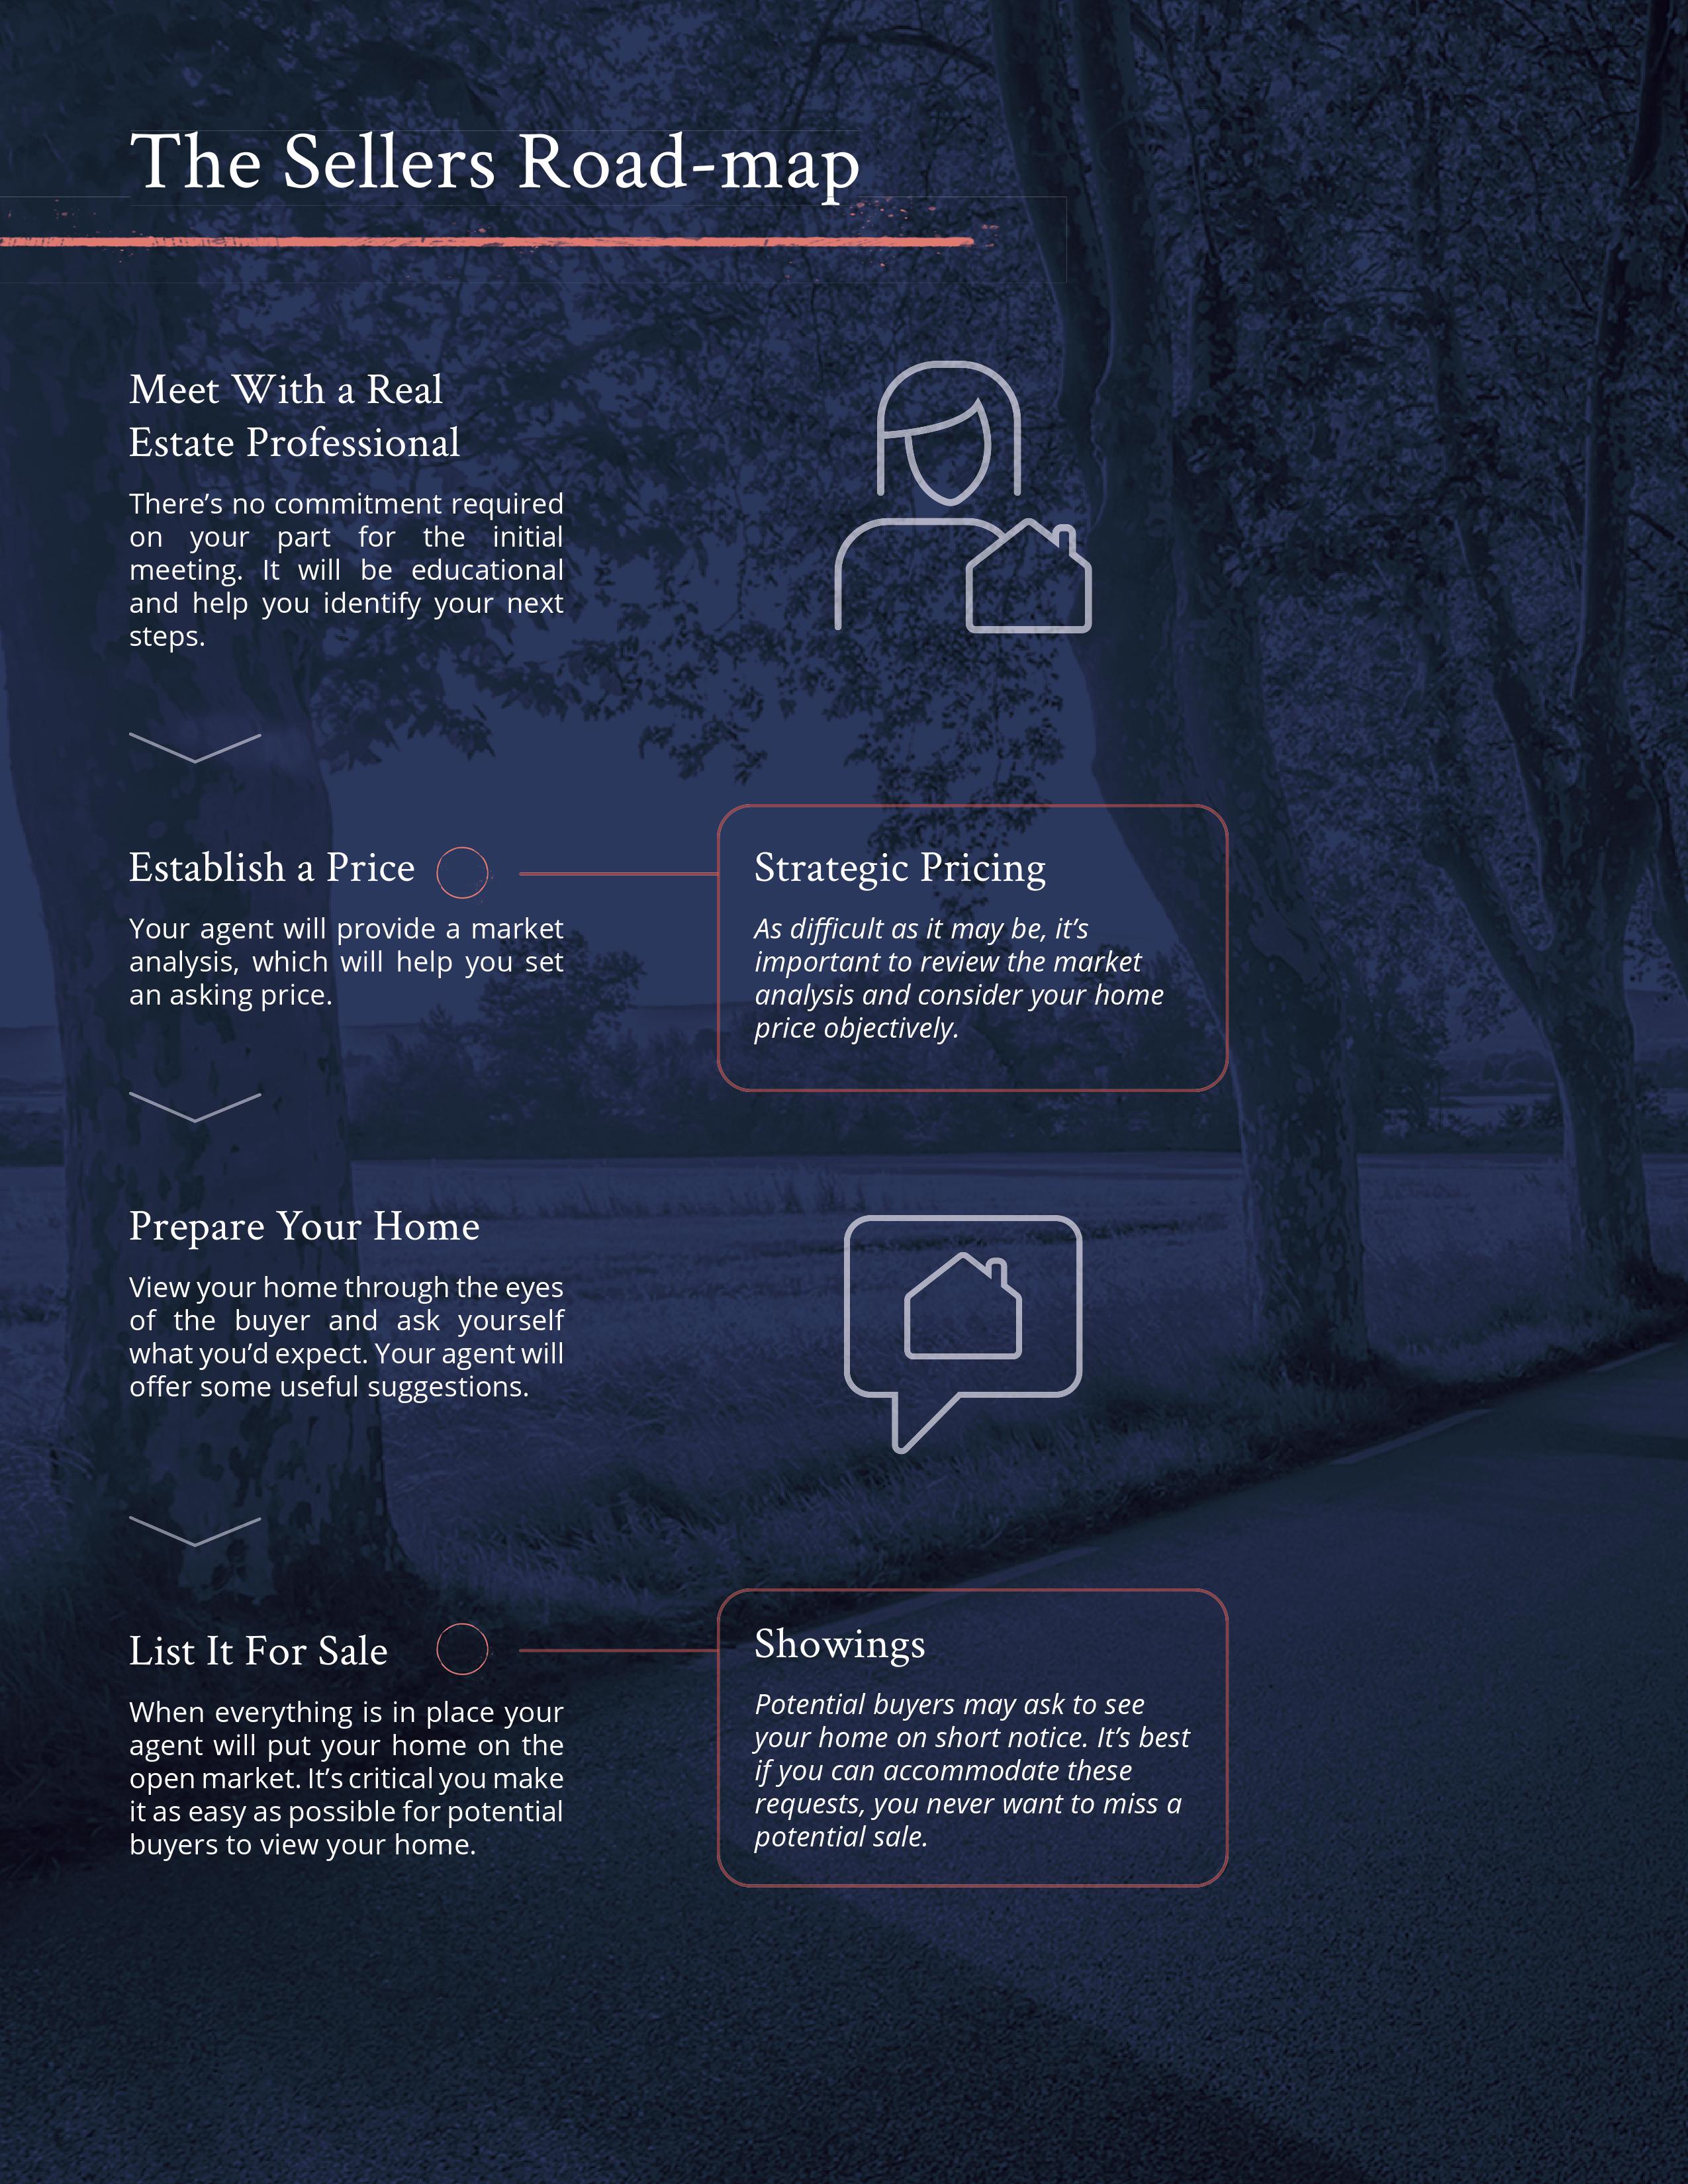 The Sellers Road-map
Meet With a Real
Estate Professional
There’s no commitment required
on your part for the initial
meeting. It will be educational
and help you identify your next
steps.
Establish a Price
Your agent will provide a market
analysis, which will help you set
an asking price.
Strategic Pricing
As difficult as it may be, it’s
important to review the market
analysis and consider your home
price objectively.
Prepare Your Home
View your home through the eyes
of the buyer and ask yourself
what you’d expect. Your agent will
offer some useful suggestions.
List It For Sale
When everything is in place your
agent will put your home on the
open market. It’s critical you make
it as easy as possible for potential
buyers to view your home.
Showings
Potential buyers may ask to see
your home on short notice. It’s best
if you can accommodate these
requests, you never want to miss a
potential sale.